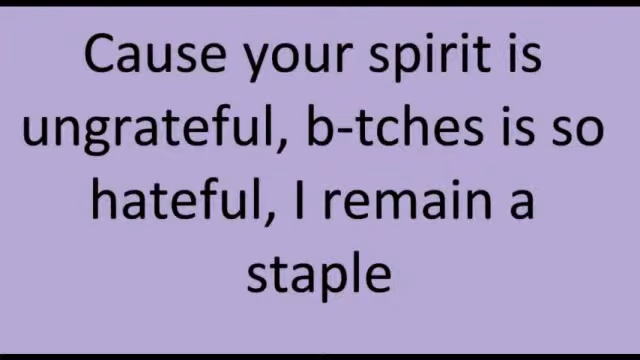 Cause your spirit is
ungrateful, b-tches is so
hateful, I remain a
staple